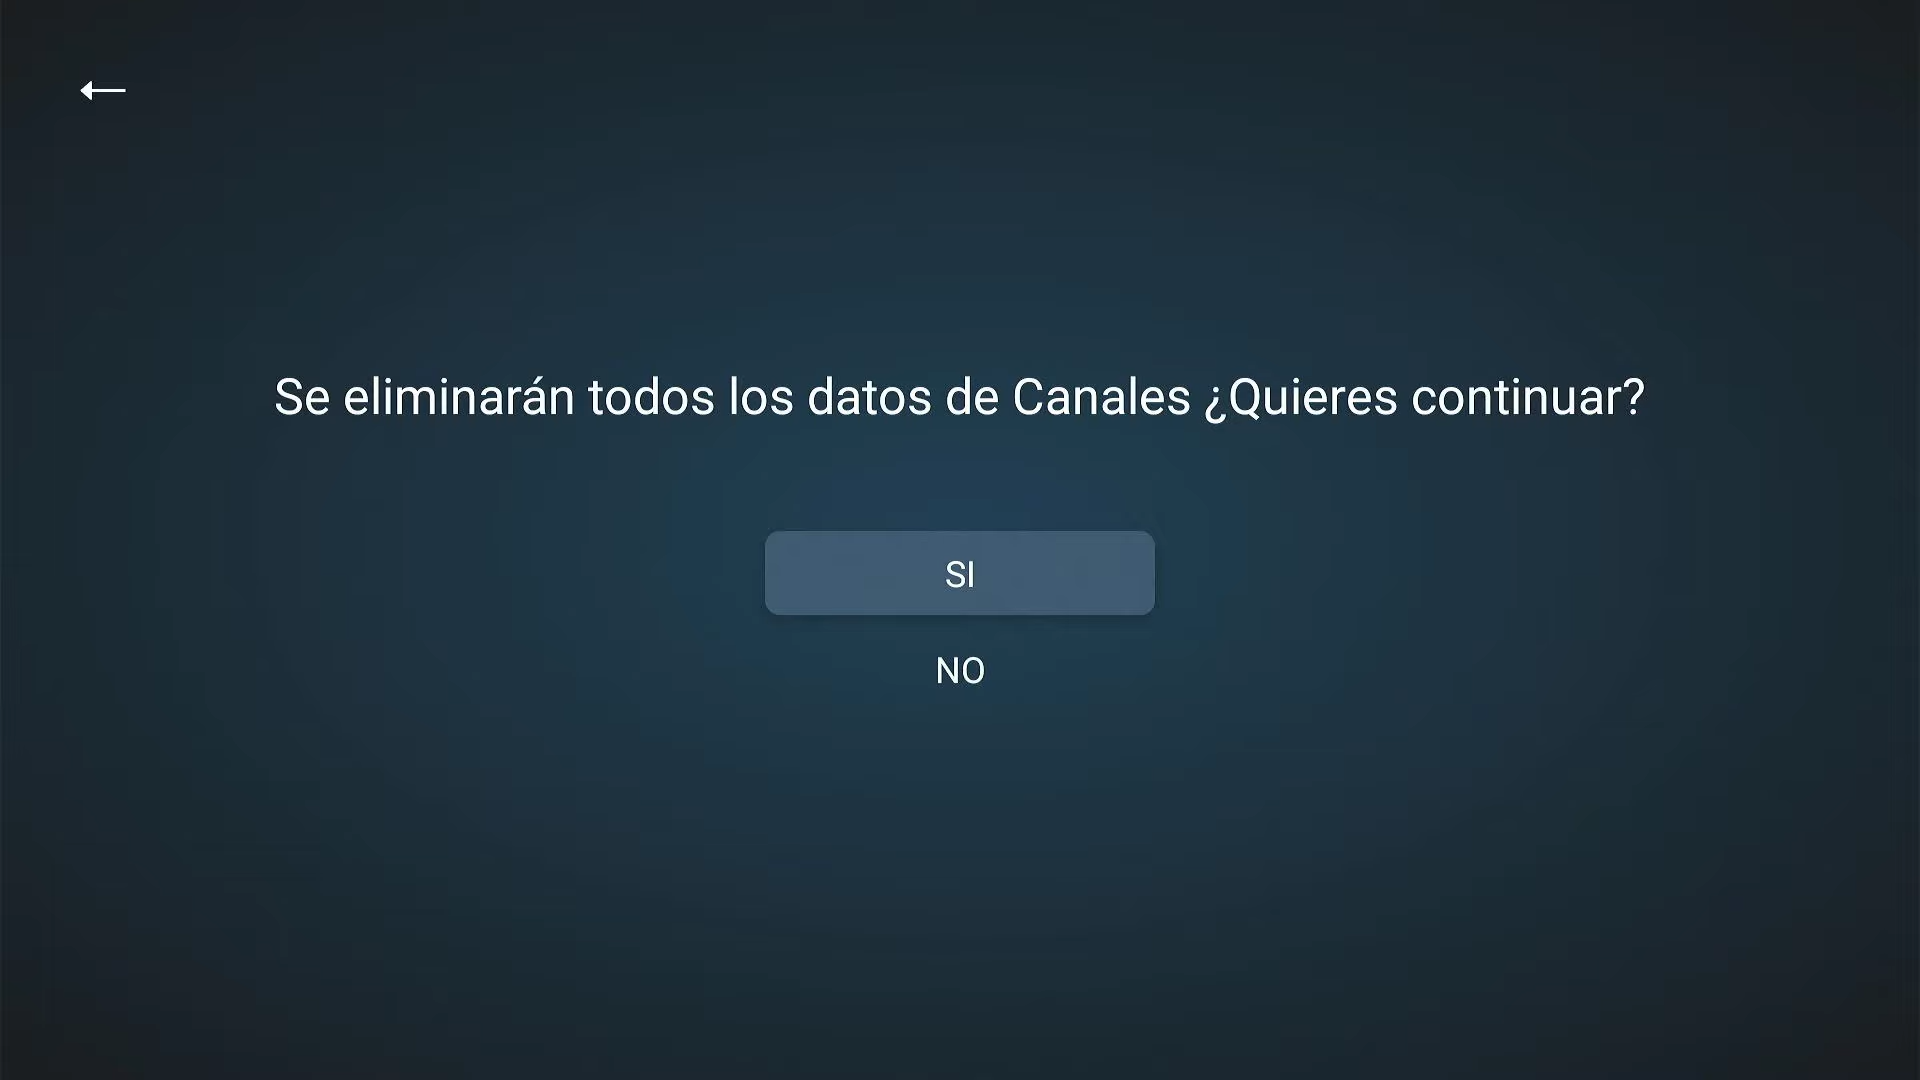 Se eliminarán todos los datos de Canales ¿Quieres continuar?
SI
NO